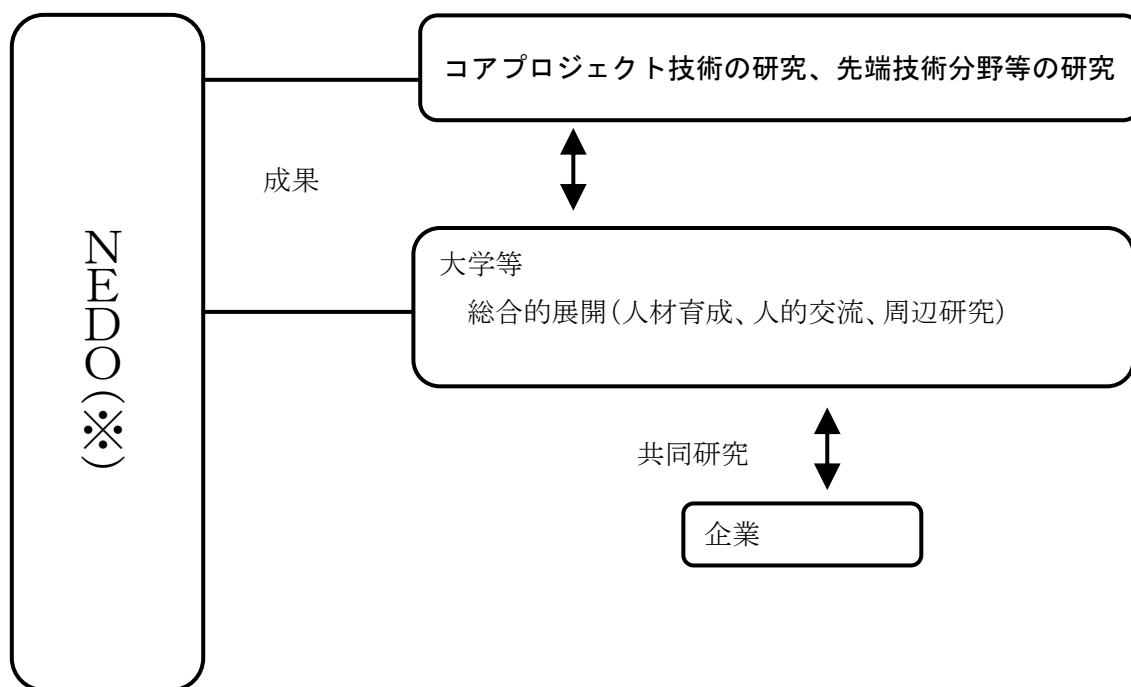 NEDO(※)
コアプロジェクト技術の研究、先端技術分野等の研究
成果
大学等
総合的展開(人材育成、人的交流、周辺研究)
共同研究
企業